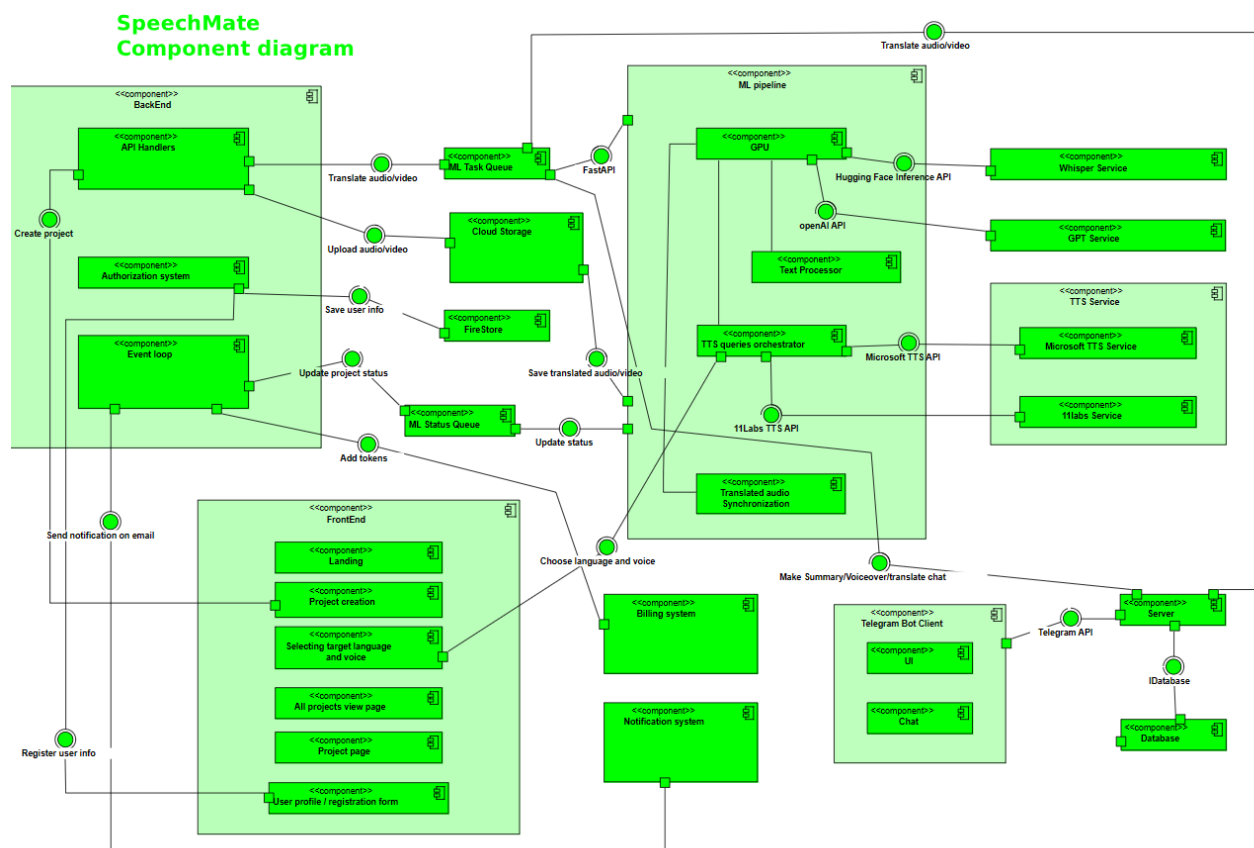 SpeechMate
Component diagram
Translate audio/video
<<component>>
BackEnd
<<component>>
API Handlers
Create project
Translate audio/video
Upload audio/video
<<component>>
Authorization system
Save user info
<<component>>
Event loop
Update project status
Add tokens
Send notification on email
Register user info
<<component>>
ML Task Queue
FastAPI
<<component>>
Cloud Storage
<<component>>
FireStore
Save translated audio/video
<<component>>
ML Status Queue
Update status
<<component>>
ML pipeline
<<component>>
GPU
Hugging Face Inference API
openAI API
<<component>>
Text Processor
<<component>>
TTS queries orchestrator
Microsoft TTS API
11Labs TTS API
<<component>>
Translated audio
Synchronization
<<component>>
Whisper Service
<<component>>
GPT Service
<<component>>
TTS Service
<<component>>
Microsoft TTS Service
<<component>>
11labs Service
<<component>>
FrontEnd
<<component>>
Landing
<<component>>
Project creation
<<component>>
Selecting target language
and voice
<<component>>
All projects view page
<<component>>
Project page
<<component>>
User profile / registration form
Choose language and voice
Make Summary/Voiceover/translate chat
<<component>>
Billing system
<<component>>
Notification system
<<component>>
Telegram Bot Client
<<component>>
UI
<<component>>
Chat
Telegram API
<<component>>
Server
IDatabase
<<component>>
Database